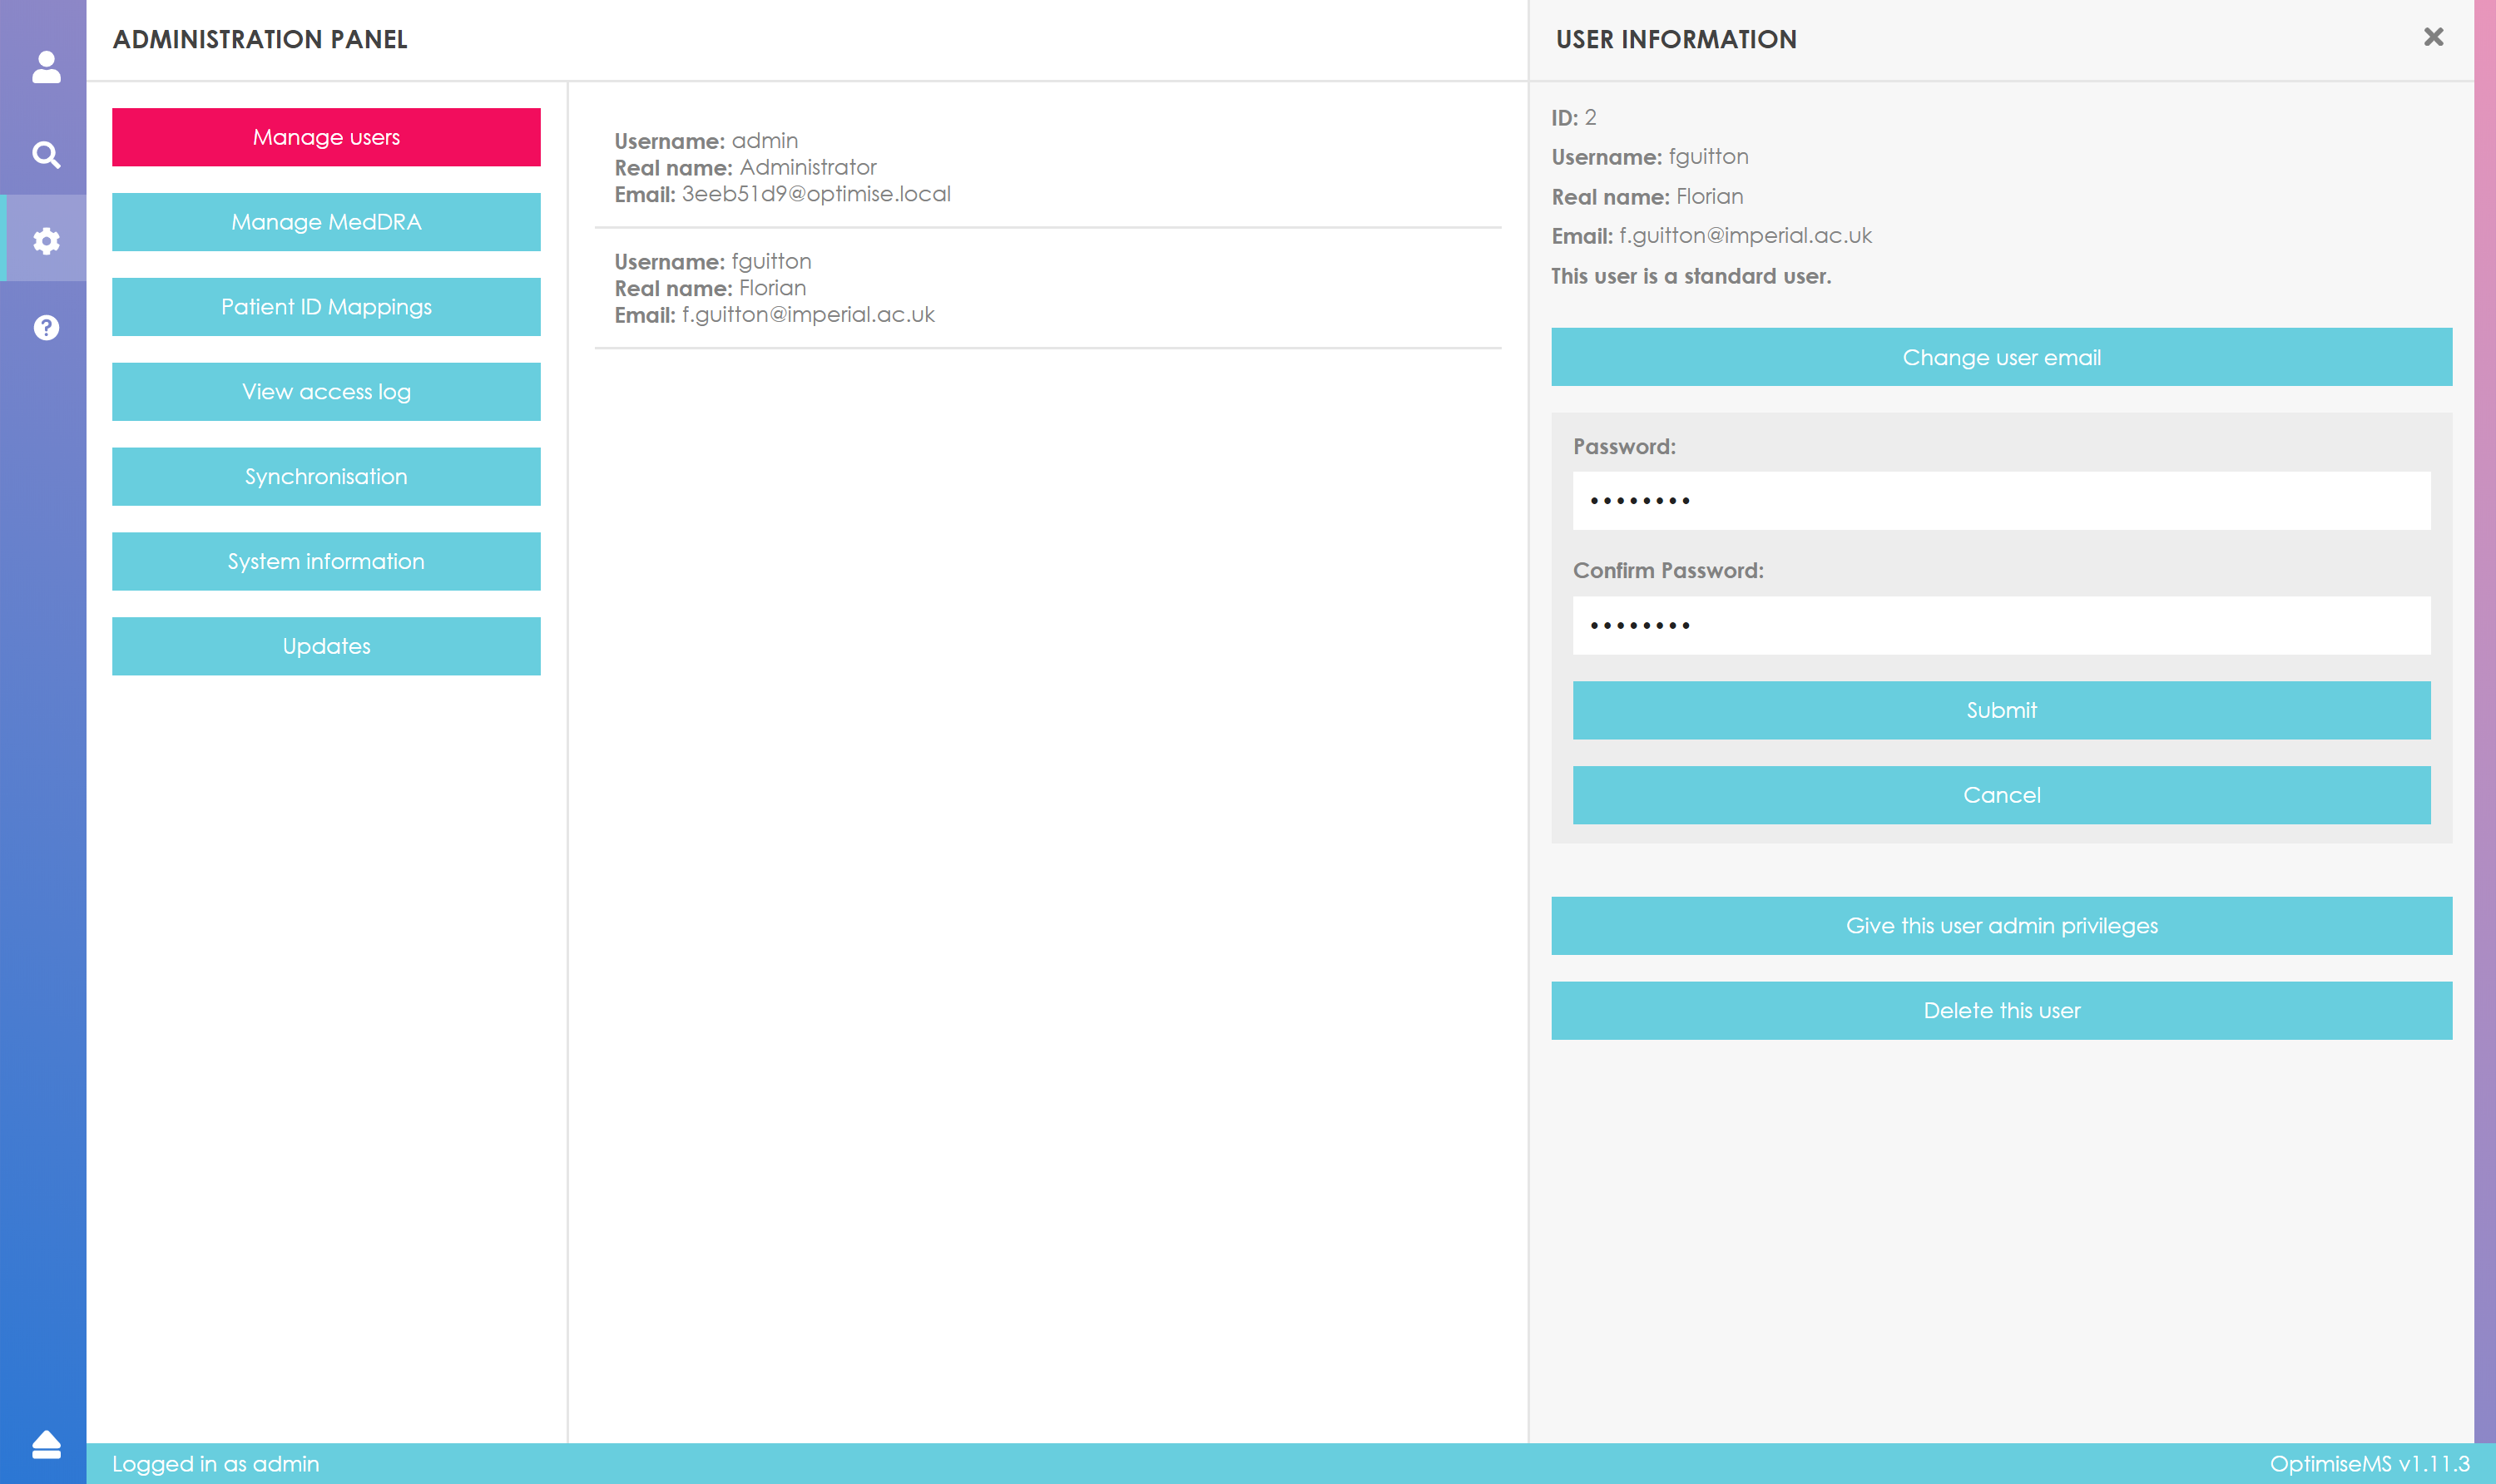 ADMINISTRATION PANEL
Manage users
Manage MedDRA
Patient ID Mappings
View access log
Synchronisation
System information
Updates
Username: admin
Real name: Administrator
Email: 3eeb51d9@optimise.local
Username: fguitton
Real name: Florian
Email: f.guitton@imperial.ac.uk
USER INFORMATION
ID: 2
Username: fguitton
Real name: Florian
Email: f.guitton@imperial.ac.uk
This user is a standard user.
Change user email
Password:
••••••••
Confirm Password:
••••••••
Submit
Cancel
Give this user admin privileges
Delete this user
Logged in as admin
OptimiseMS v1.11.3